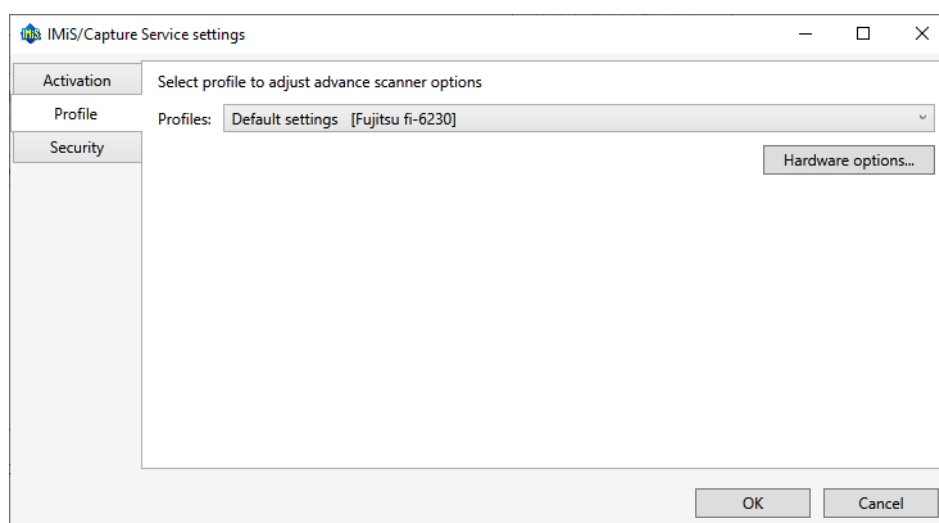 IMiS/Capture Service settings
Activation
Profile
Security
Select profile to adjust advance scanner options
Profiles: Default settings [Fujitsu fi-6230]
Hardware options...
OK Cancel